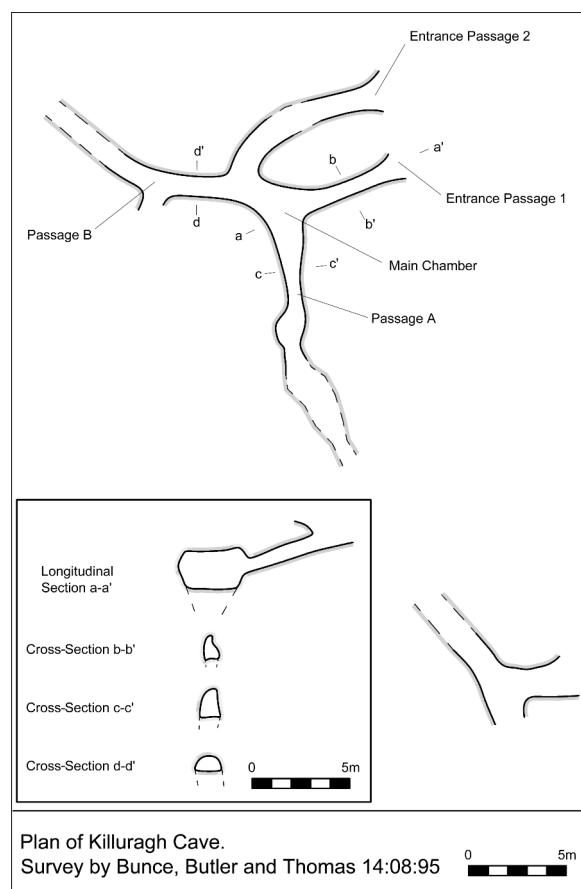 Entrance Passage 2
d'
b
a'
Entrance Passage 1
d
b'
Passage B
a
Main Chamber
c
c'
Passage A
Longitudinal
Section a-a'
Cross-Section b-b'
Cross-Section c-c'
Cross-Section d-d'
0 5m
Plan of Killuragh Cave.
Survey by Bunce, Butler and Thomas 14:08:95
0 5m